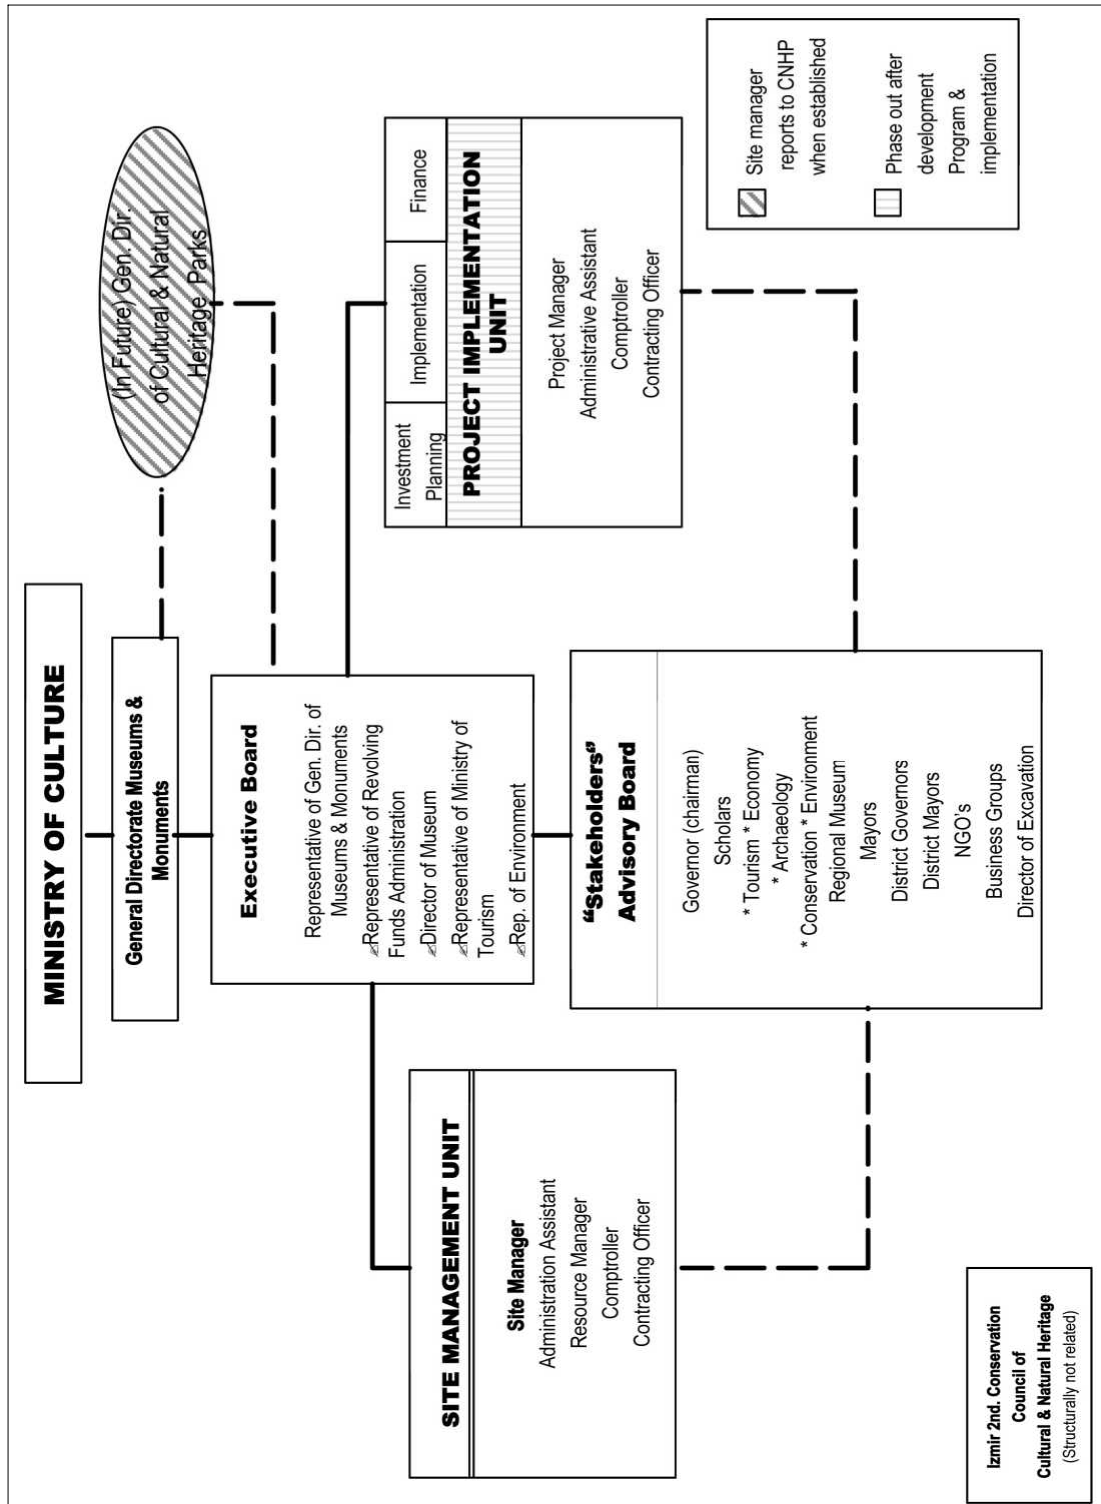 MINISTRY OF CULTURE
General Directorate Museums &
Monuments
(In Future) Gen. Dir.
of Cultural & Natural
Heritage Parks
Executive Board
Representative of Gen. Dir. of
Museums & Monuments
Representative of Revolving
Funds Administration
Director of Museum
Representative of Ministry of
Tourism
Rep. of Environment
SITE MANAGEMENT UNIT
Site Manager
Administration Assistant
Resource Manager
Comptroller
Contracting Officer
Investment
Planning
Implementation
Finance
PROJECT IMPLEMENTATION
UNIT
Project Manager
Administrative Assistant
Comptroller
Contracting Officer
"Stakeholders"
Advisory Board
Governor (chairman)
Scholars
* Tourism * Economy
* Archaeology
* Conservation * Environment
Regional Museum
Mayors
District Governors
District Mayors
NGO's
Business Groups
Director of Excavation
Site manager
reports to CNHP
when established
Phase out after
development
Program &
implementation
Izmir 2nd. Conservation
Council of
Cultural & Natural Heritage
(Structurally not related)